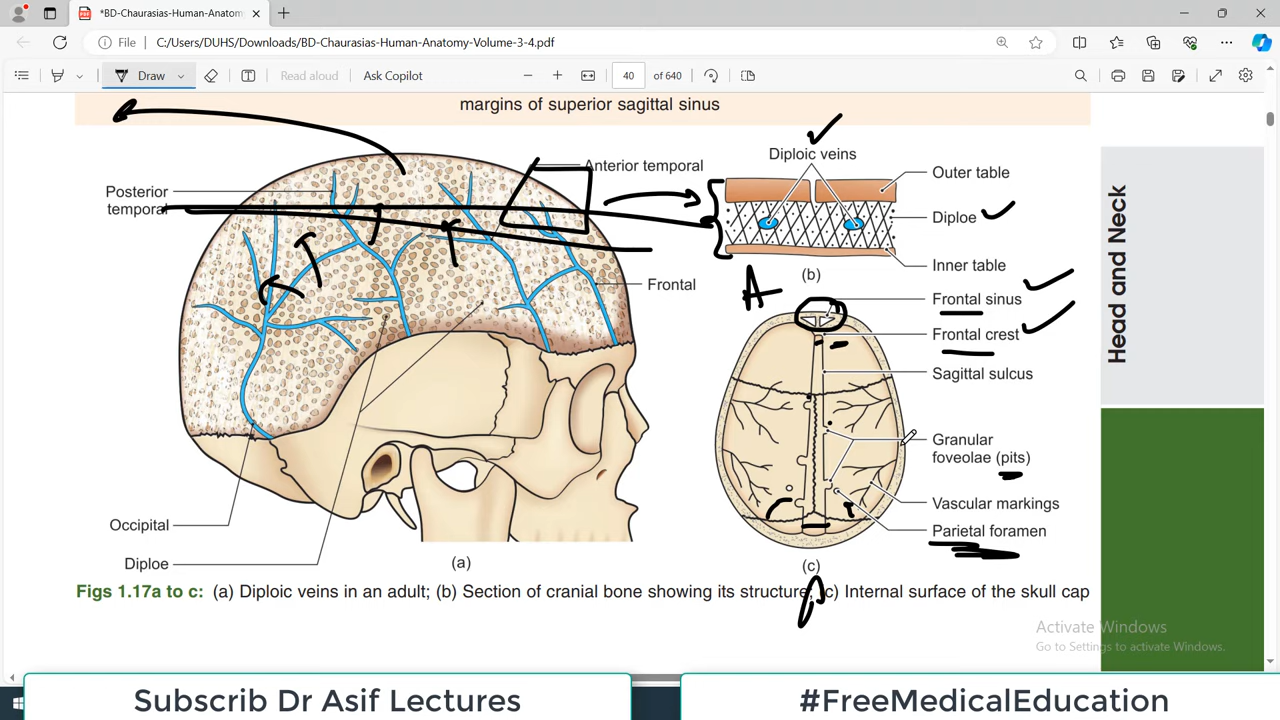 *BD-Chaurasias-Human-Anatom
File C:/Users/DUHS/Downloads/BD-Chaurasias-Human-Anatomy-Volume-3-4.pdf
Draw
Read aloud
Ask Copilot
40 of 640
margins of superior sagittal sinus
Posterior
temporal
Anterior temporal
Frontal
Occipital
Diploe
(a)
Diploic veins
Outer table
Diploe
Inner table
(b)
A
Frontal sinus
Frontal crest
Sagittal sulcus
Granular
foveolae (pits)
Vascular markings
Parietal foramen
(c)
Figs 1.17a to c: (a) Diploic veins in an adult; (b) Section of cranial bone showing its structure; (c) Internal surface of the skull cap
Head and Neck
Activate Windows
Go to Settings to activate Windows.
Subscrib Dr Asif Lectures
#FreeMedicalEducation